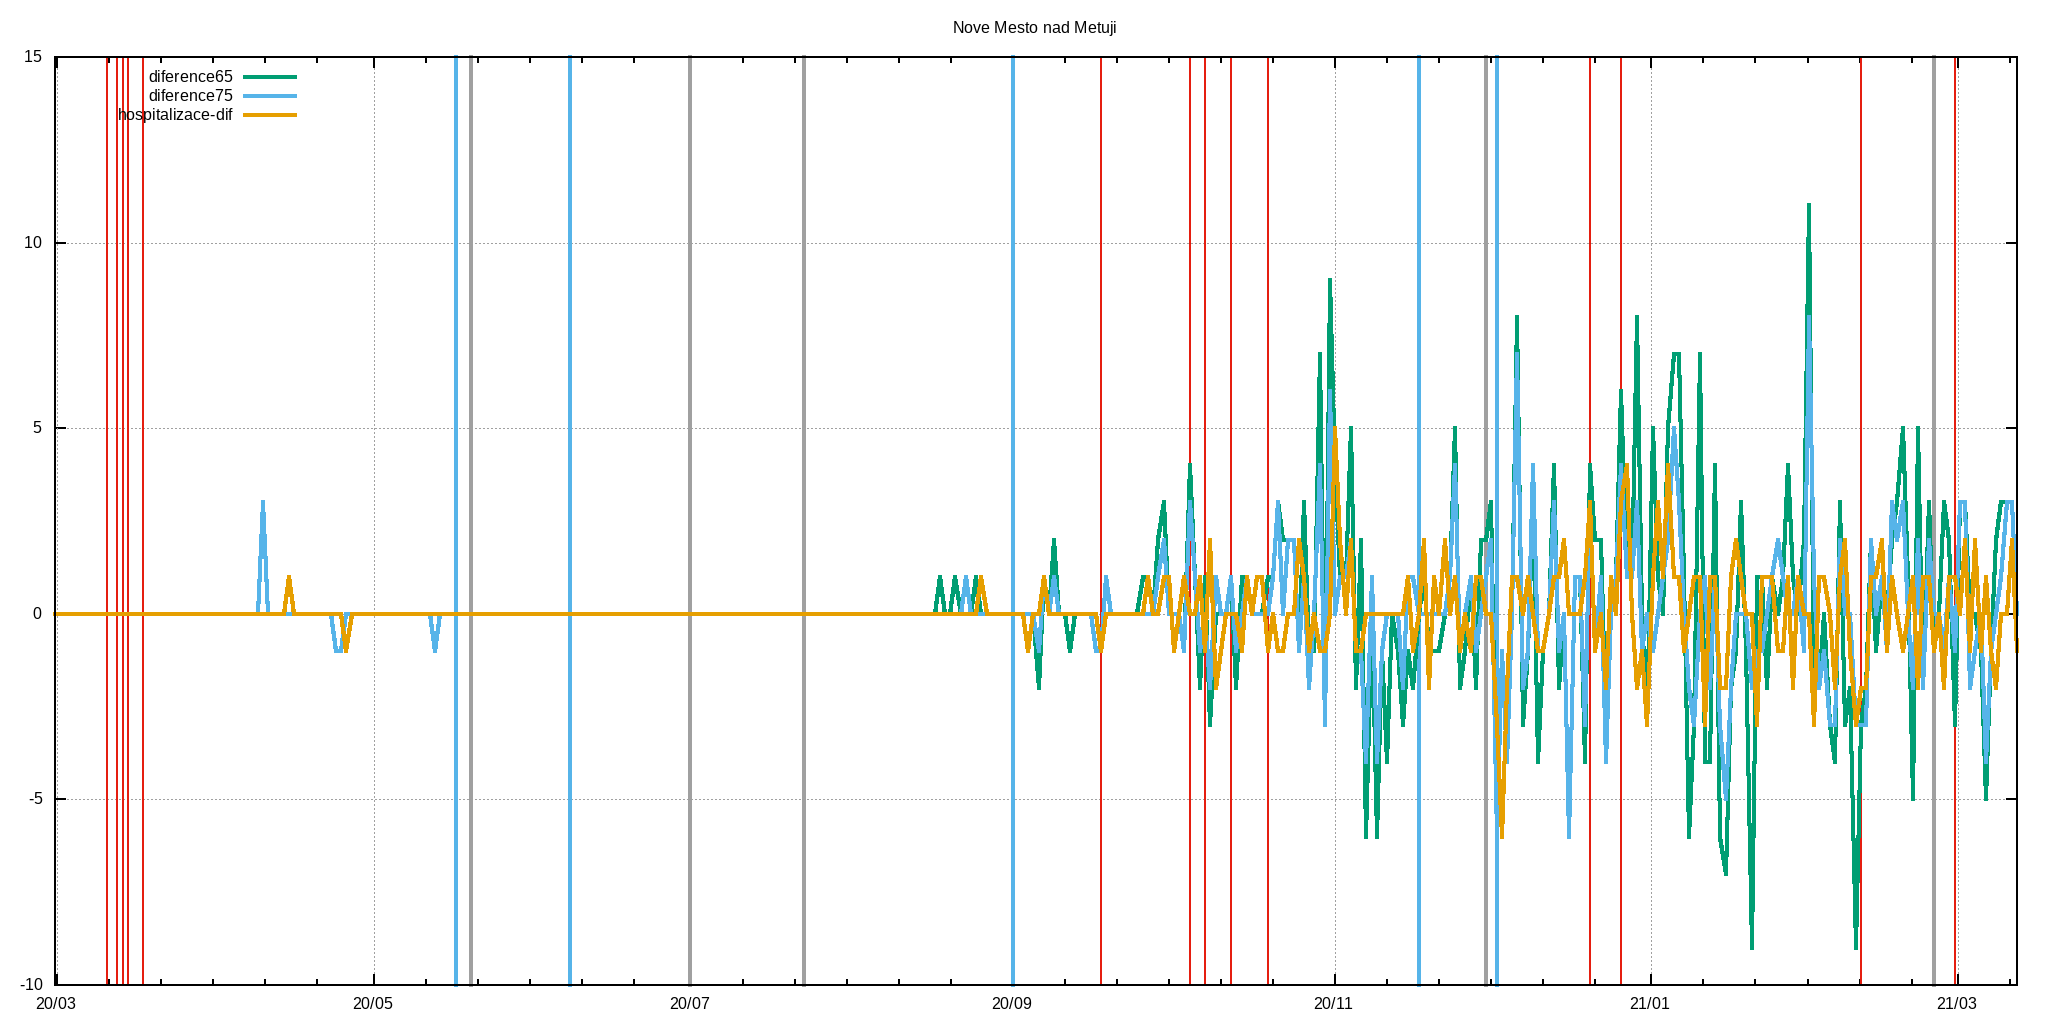 Nove Mesto nad Metuji
15
diference65
diference75
hospitalizace-dif
10
5
0
-5
-10
20/03 20/05 20/07 20/09 20/11 21/01 21/03